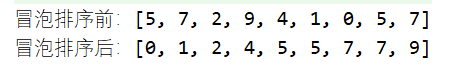 冒泡排序前：[5, 7, 2, 9, 4, 1, 0, 5, 7]
冒泡排序后：[0, 1, 2, 4, 5, 5, 7, 7, 9]